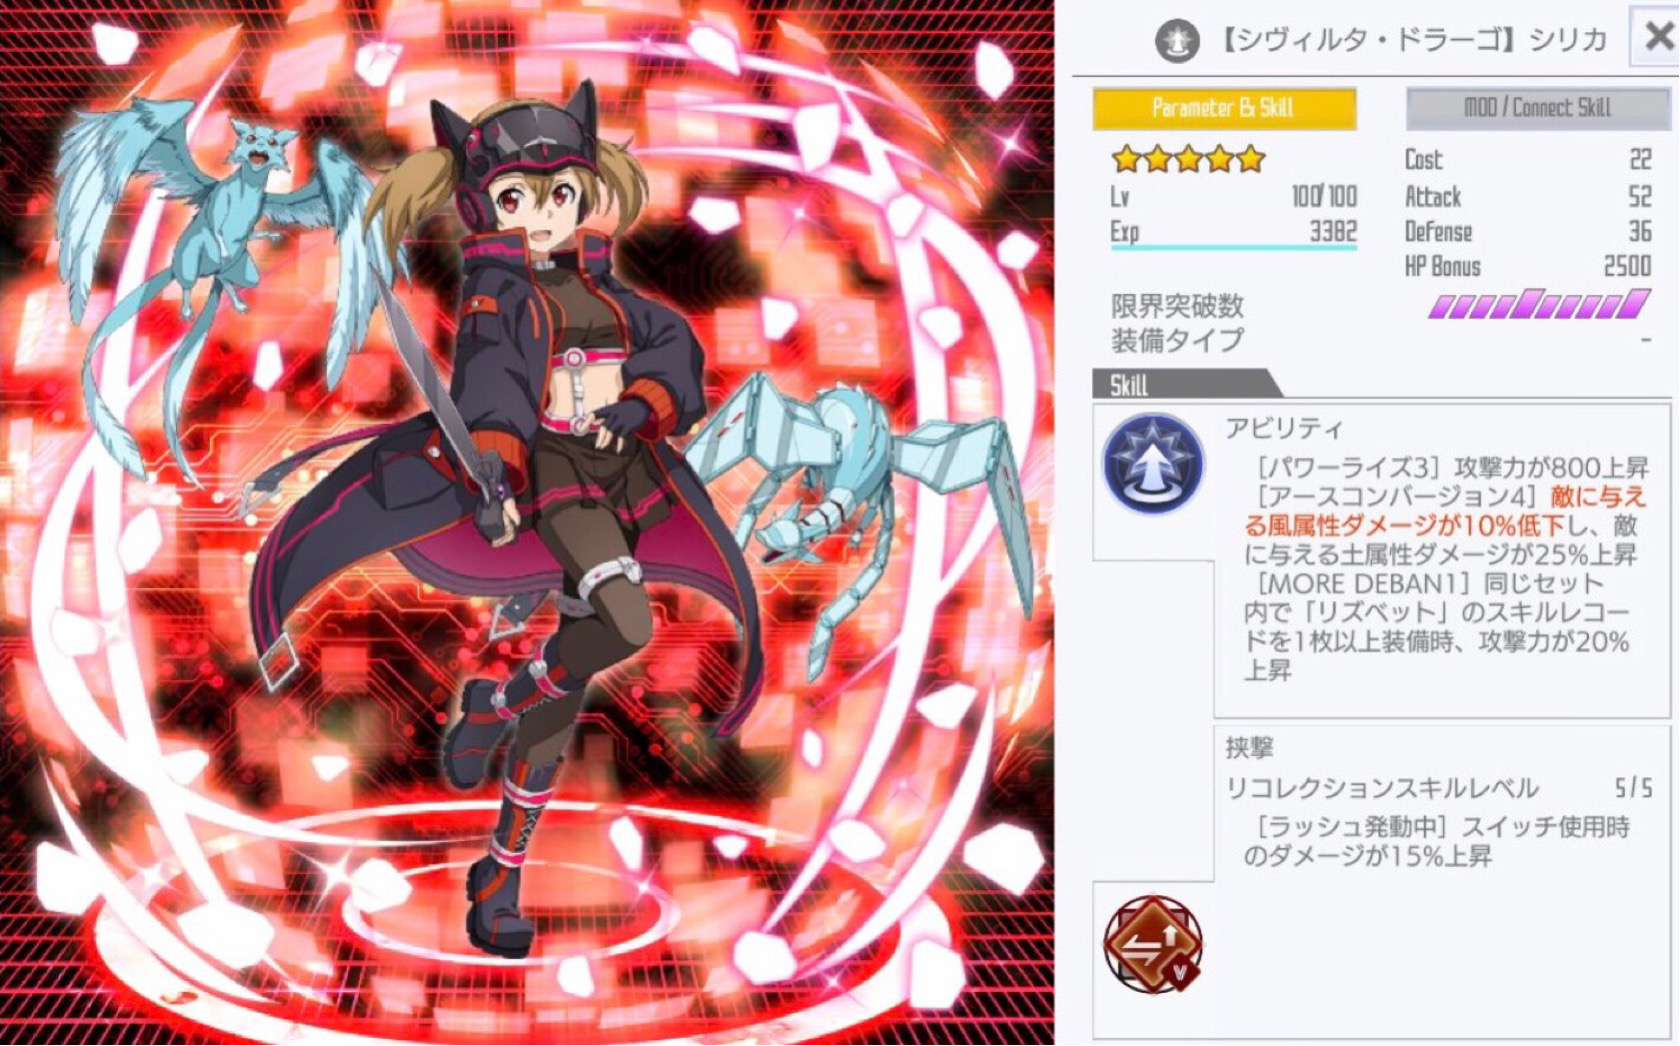 【シヴィルタ・ドラーゴ】シリカ
Parameter & Skill
MOD / Connect Skill
Lv 100/100
Exp 3382
Cost 22
Attack 52
Defense 36
HP Bonus 2500
限界突破数
装備タイプ -
Skill
アビリティ
［パワーライズ3］攻撃力が800上昇
［アースコンバージョン4］敵に与え
る風属性ダメージが10%低下し、敵
に与える土属性ダメージが25%上昇
［MORE DEBAN1］同じセット
内で「リズベット」のスキルレコー
ドを1枚以上装備時、攻撃力が20%
上昇
挟撃
リコレクションスキルレベル 5/5
［ラッシュ発動中］スイッチ使用時
のダメージが15%上昇
V